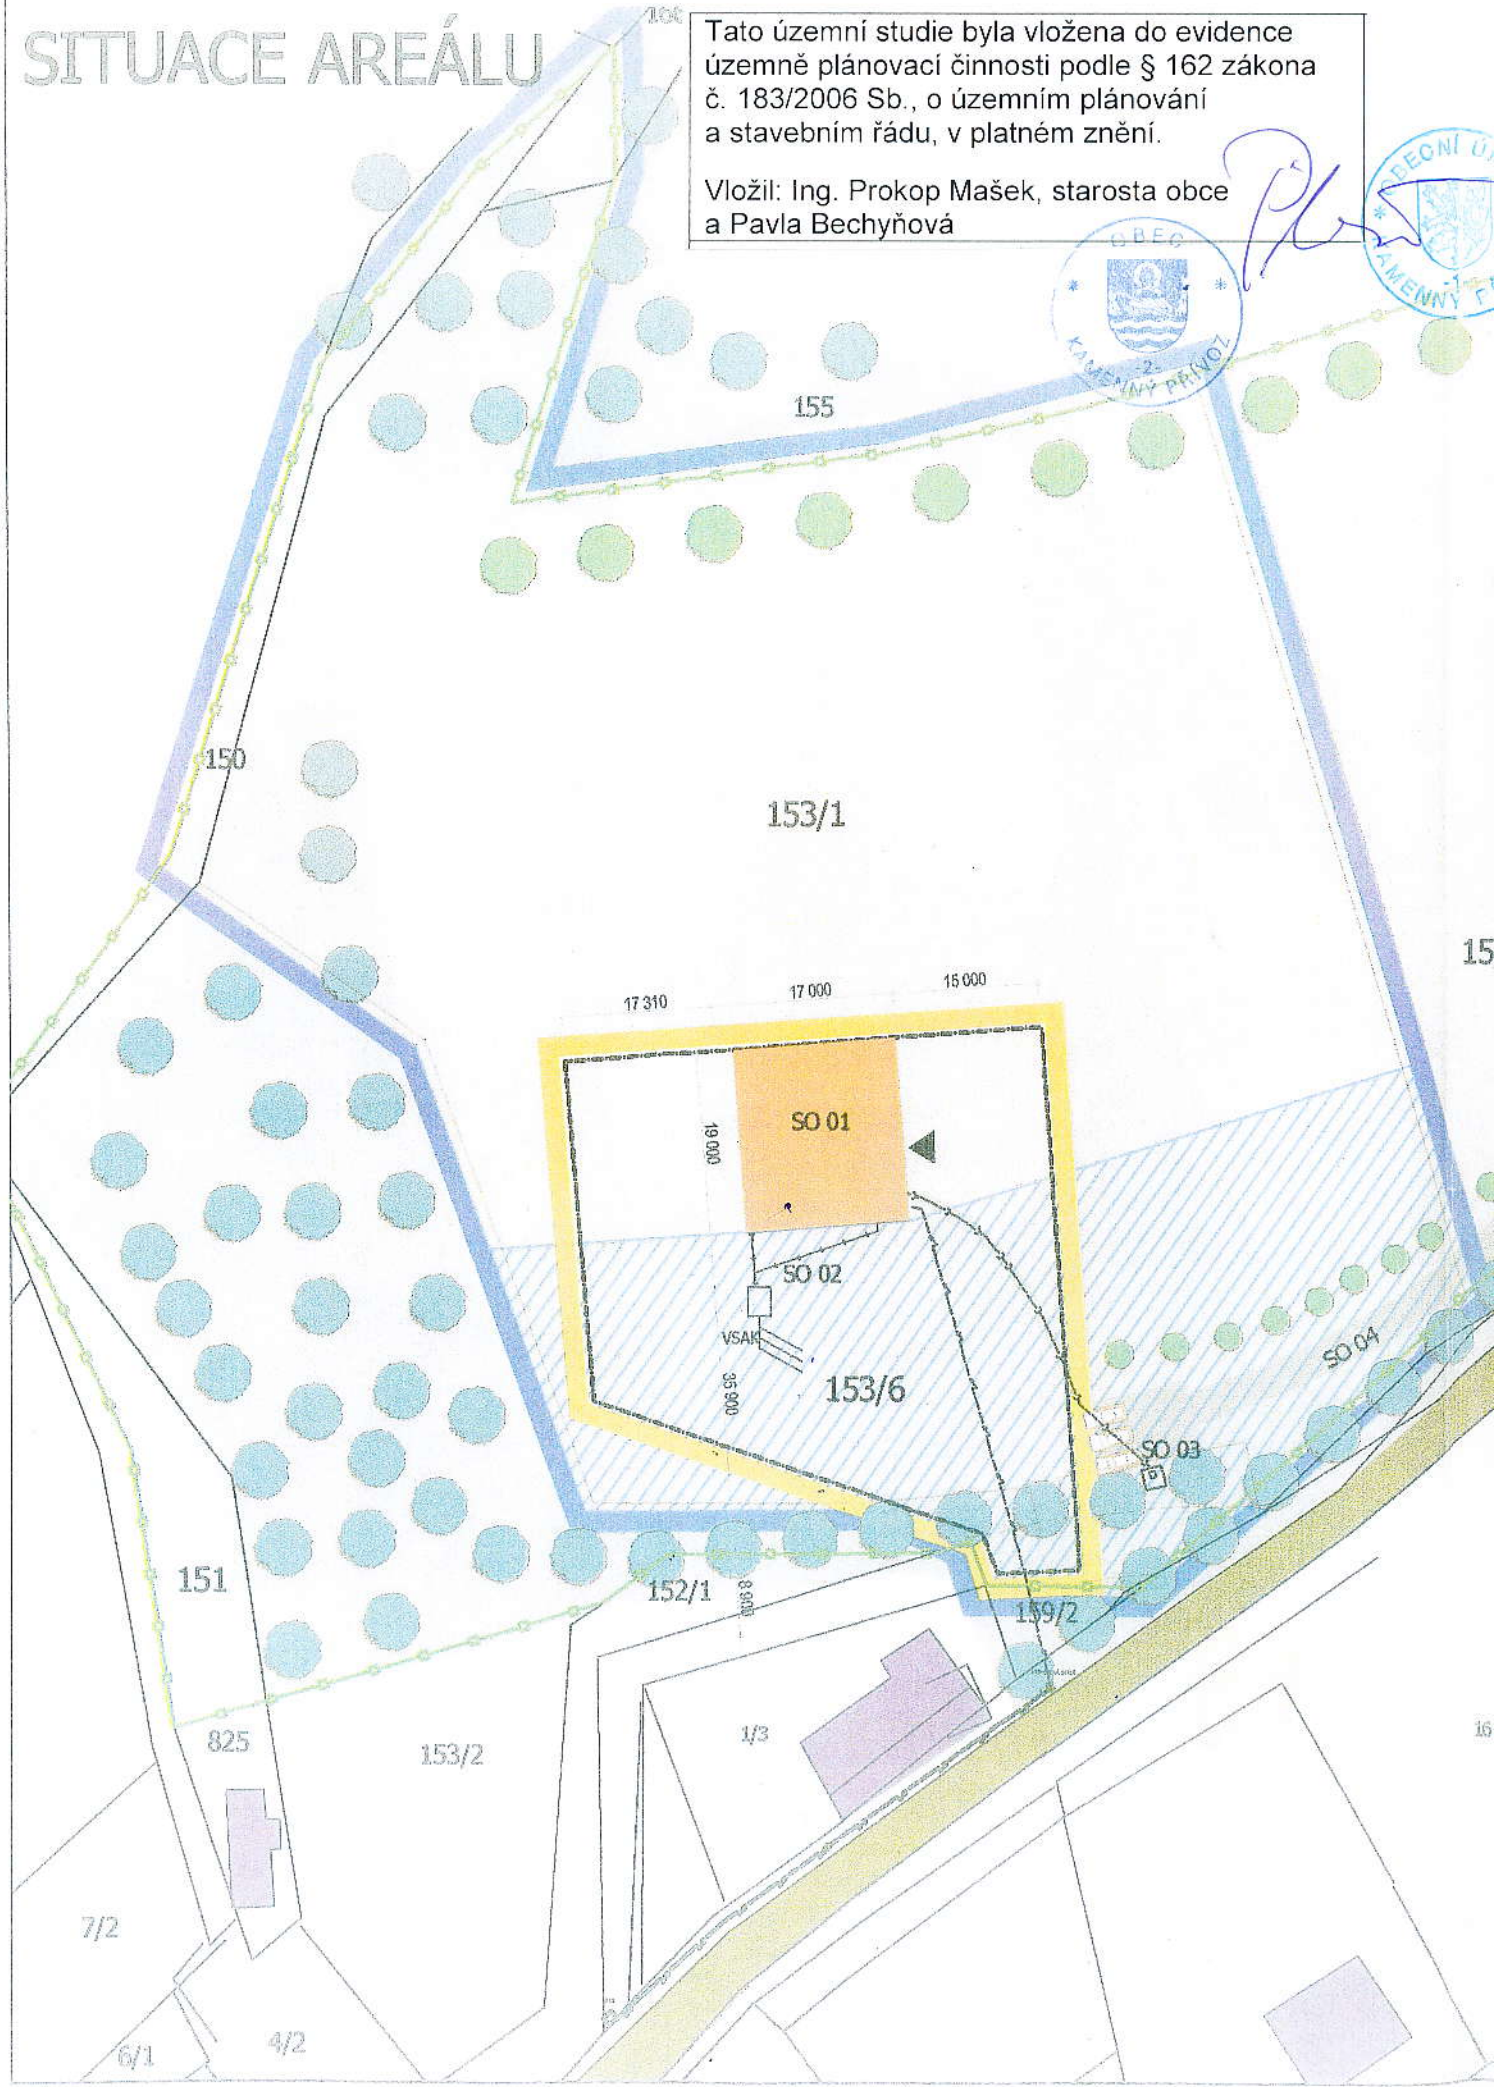 SITUACE AREÁLU
Tato územní studie byla vložena do evidence
územně plánovací činnosti podle § 162 zákona
č. 183/2006 Sb., o územním plánování
a stavebním řádu, v platném znění.
Vložil: Ing. Prokop Mašek, starosta obce
a Pavla Bechyňová
OBECNÍ
KAMENNÝ
OBEC
KAMENNÝ PŘÍVOZ
-2-
155
150
153/1
15
17 310
17 000
15 000
SO 01
19 000
SO 02
VSAK
35 900
153/6
SO 04
SO 03
151
152/1
8 900
159/2
825
153/2
1/3
16
7/2
6/1
4/2